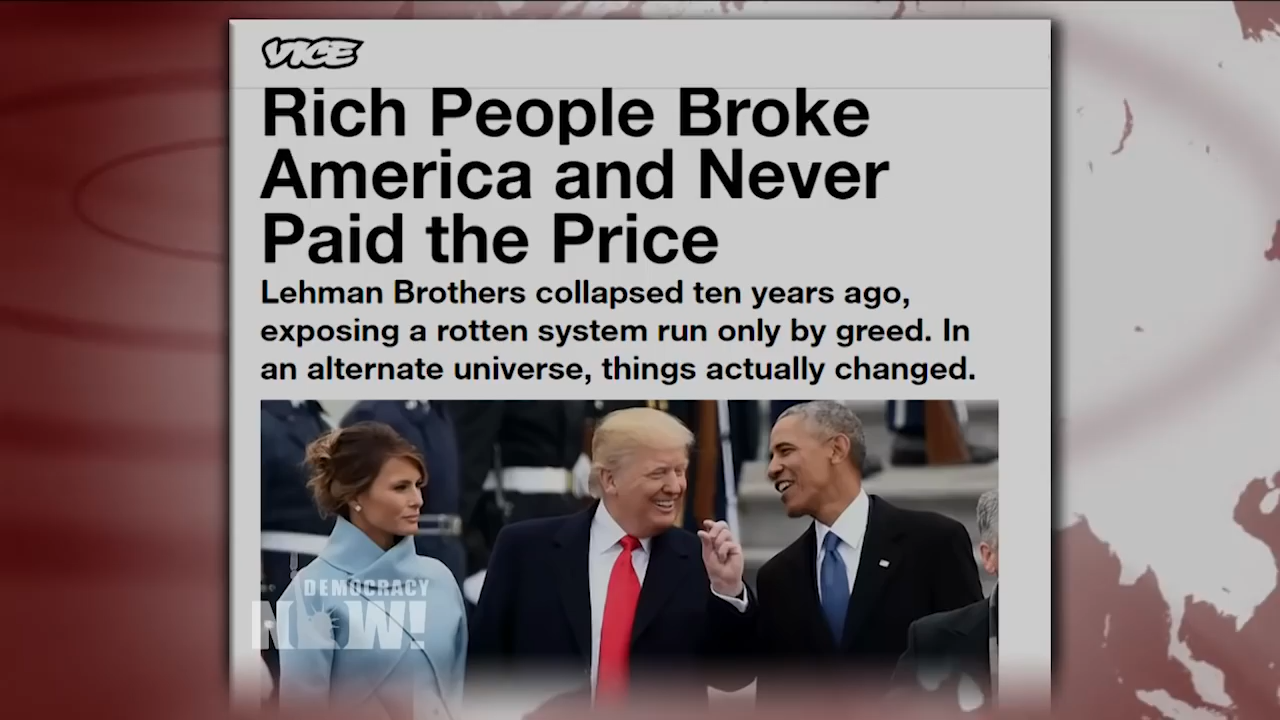 VICE
Rich People Broke
America and Never
Paid the Price
Lehman Brothers collapsed ten years ago,
exposing a rotten system run only by greed. In
an alternate universe, things actually changed.
DEMOCRACY
NOW!